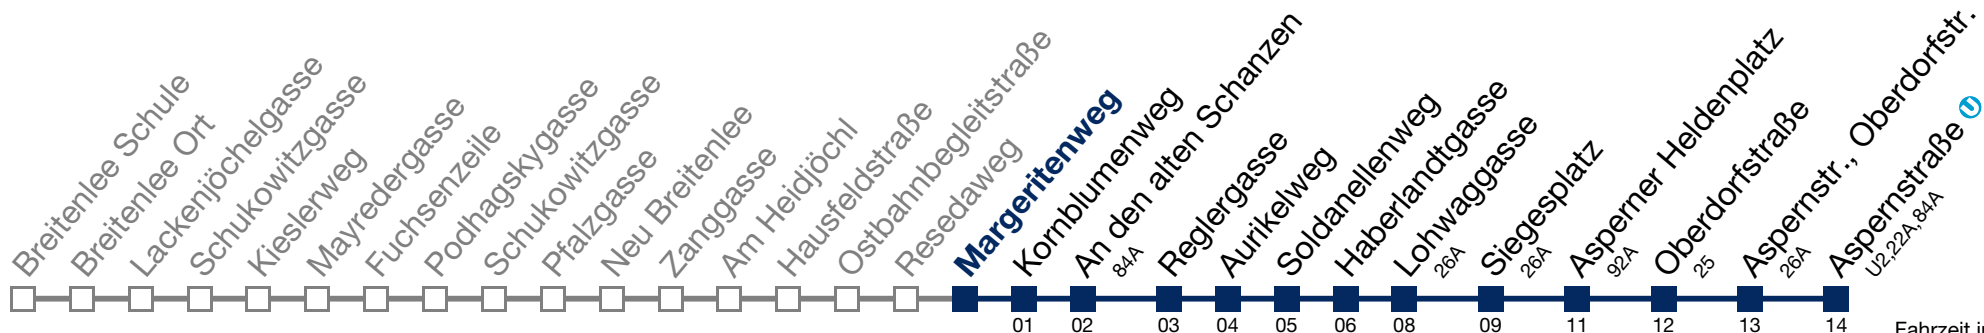 Breitenlee Schule
Breitenlee Ort
Lackenjöchelgasse
Schukowitzgasse
Kieslerweg
Mayredergasse
Fuchsenzeile
Podhagskygasse
Schukowitzgasse
Pfalzgasse
Neu Breitenlee
Zanggasse
Am Heidjöchl
Hausfeldstraße
Ostbahnbegleitstraße
Resedaweg
Margeritenweg
Kornblumenweg
An den alten Schanzen
84A
Reglergasse
Aurikelweg
Soldanellenweg
Haberlandtgasse
Lohwaggasse
26A
Siegesplatz
26A
Asperner Heldenplatz
92A
Oberdorfstraße
25
Aspernstr., Oberdorfstr.
26A
Aspernstraße U
U2,22A,84A
01 02 03 04 05 06 08 09 11 12 13 14
Fahrzeit i